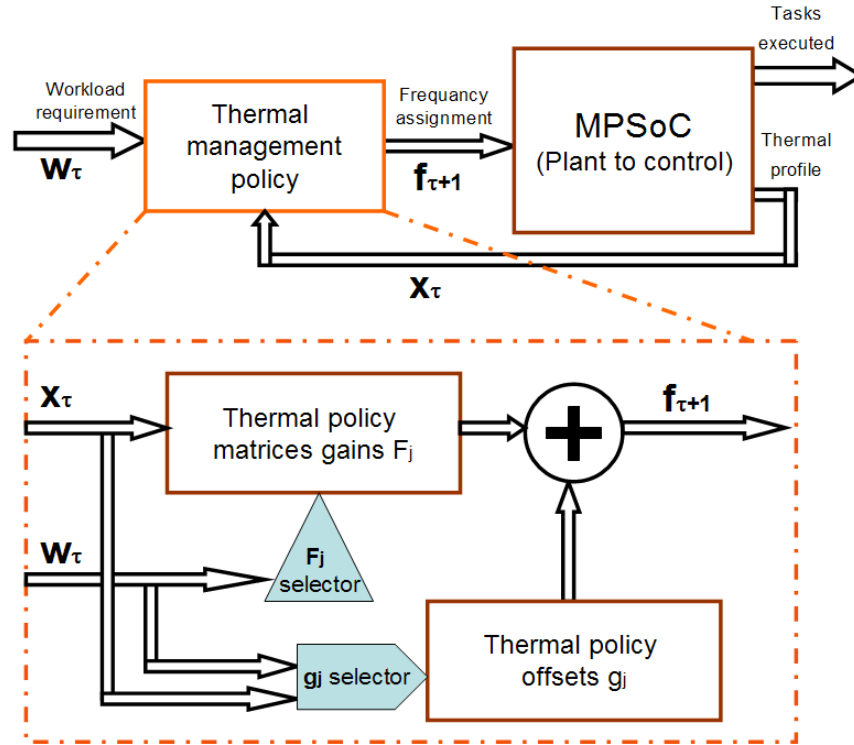 Tasks
executed
Workload
requirement
Wτ
Thermal
management
policy
Frequancy
assignment
fτ+1
MPSoC
(Plant to control)
Thermal
profile
Xτ
Xτ
Thermal policy
matrices gains Fj
fτ+1
Wτ
Fj
selector
gj selector
Thermal policy
offsets gj